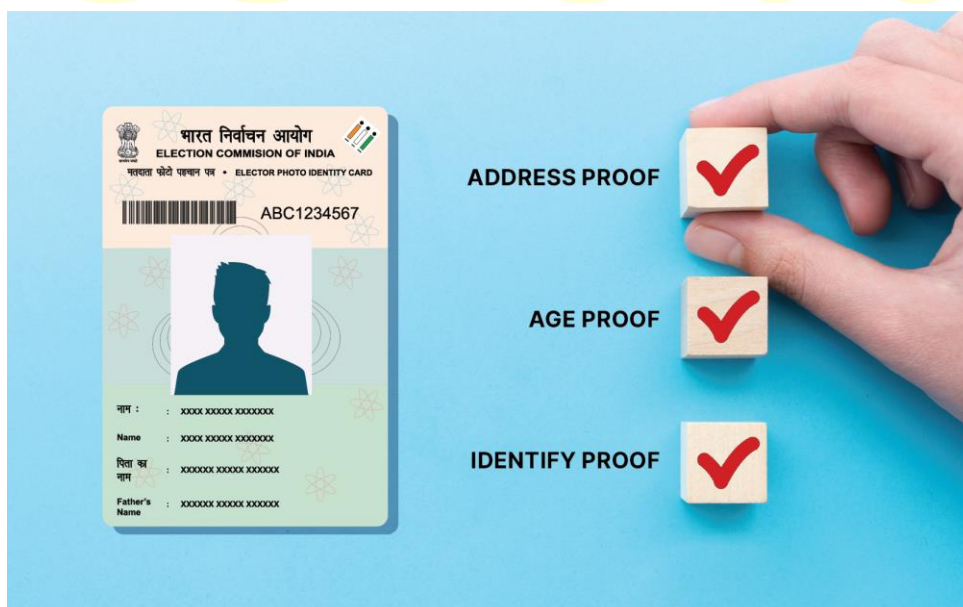 भारत निर्वाचन आयोग
ELECTION COMMISION OF INDIA
मतदाता फोटो पहचान पत्र • ELECTOR PHOTO IDENTITY CARD
ABC1234567
नाम : : XXXX XXXXX XXXXXXX
Name : XXXX XXXXX XXXXXXX
पिता का
नाम : XXXXXX XXXXX XXXXXX
Father's
Name : XXXXXX XXXXX XXXXXX
ADDRESS PROOF
AGE PROOF
IDENTIFY PROOF